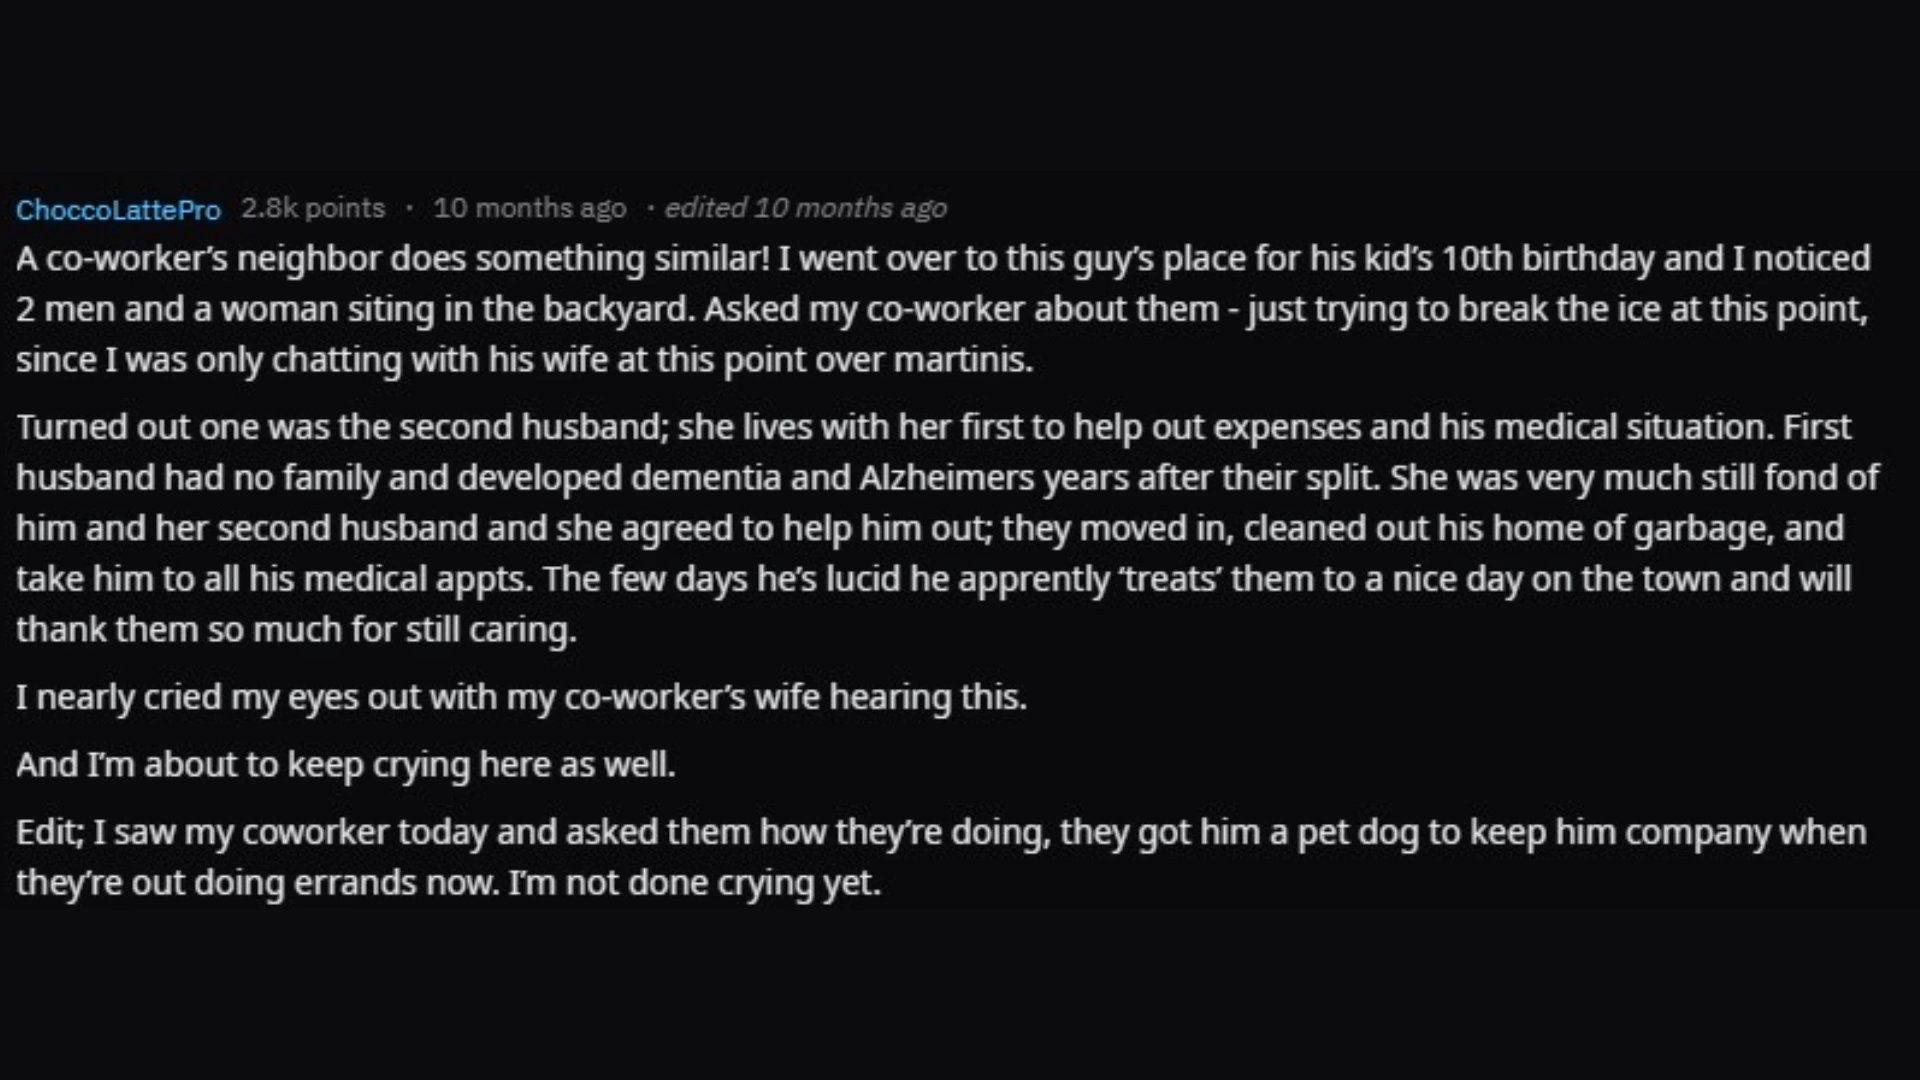 ChoccoLattePro 2.8k points · 10 months ago · edited 10 months ago
A co-worker’s neighbor does something similar! I went over to this guy’s place for his kid’s 10th birthday and I noticed
2 men and a woman siting in the backyard. Asked my co-worker about them - just trying to break the ice at this point,
since I was only chatting with his wife at this point over martinis.
Turned out one was the second husband; she lives with her first to help out expenses and his medical situation. First
husband had no family and developed dementia and Alzheimers years after their split. She was very much still fond of
him and her second husband and she agreed to help him out; they moved in, cleaned out his home of garbage, and
take him to all his medical appts. The few days he’s lucid he apprently ‘treats’ them to a nice day on the town and will
thank them so much for still caring.
I nearly cried my eyes out with my co-worker’s wife hearing this.
And I’m about to keep crying here as well.
Edit; I saw my coworker today and asked them how they’re doing, they got him a pet dog to keep him company when
they’re out doing errands now. I’m not done crying yet.